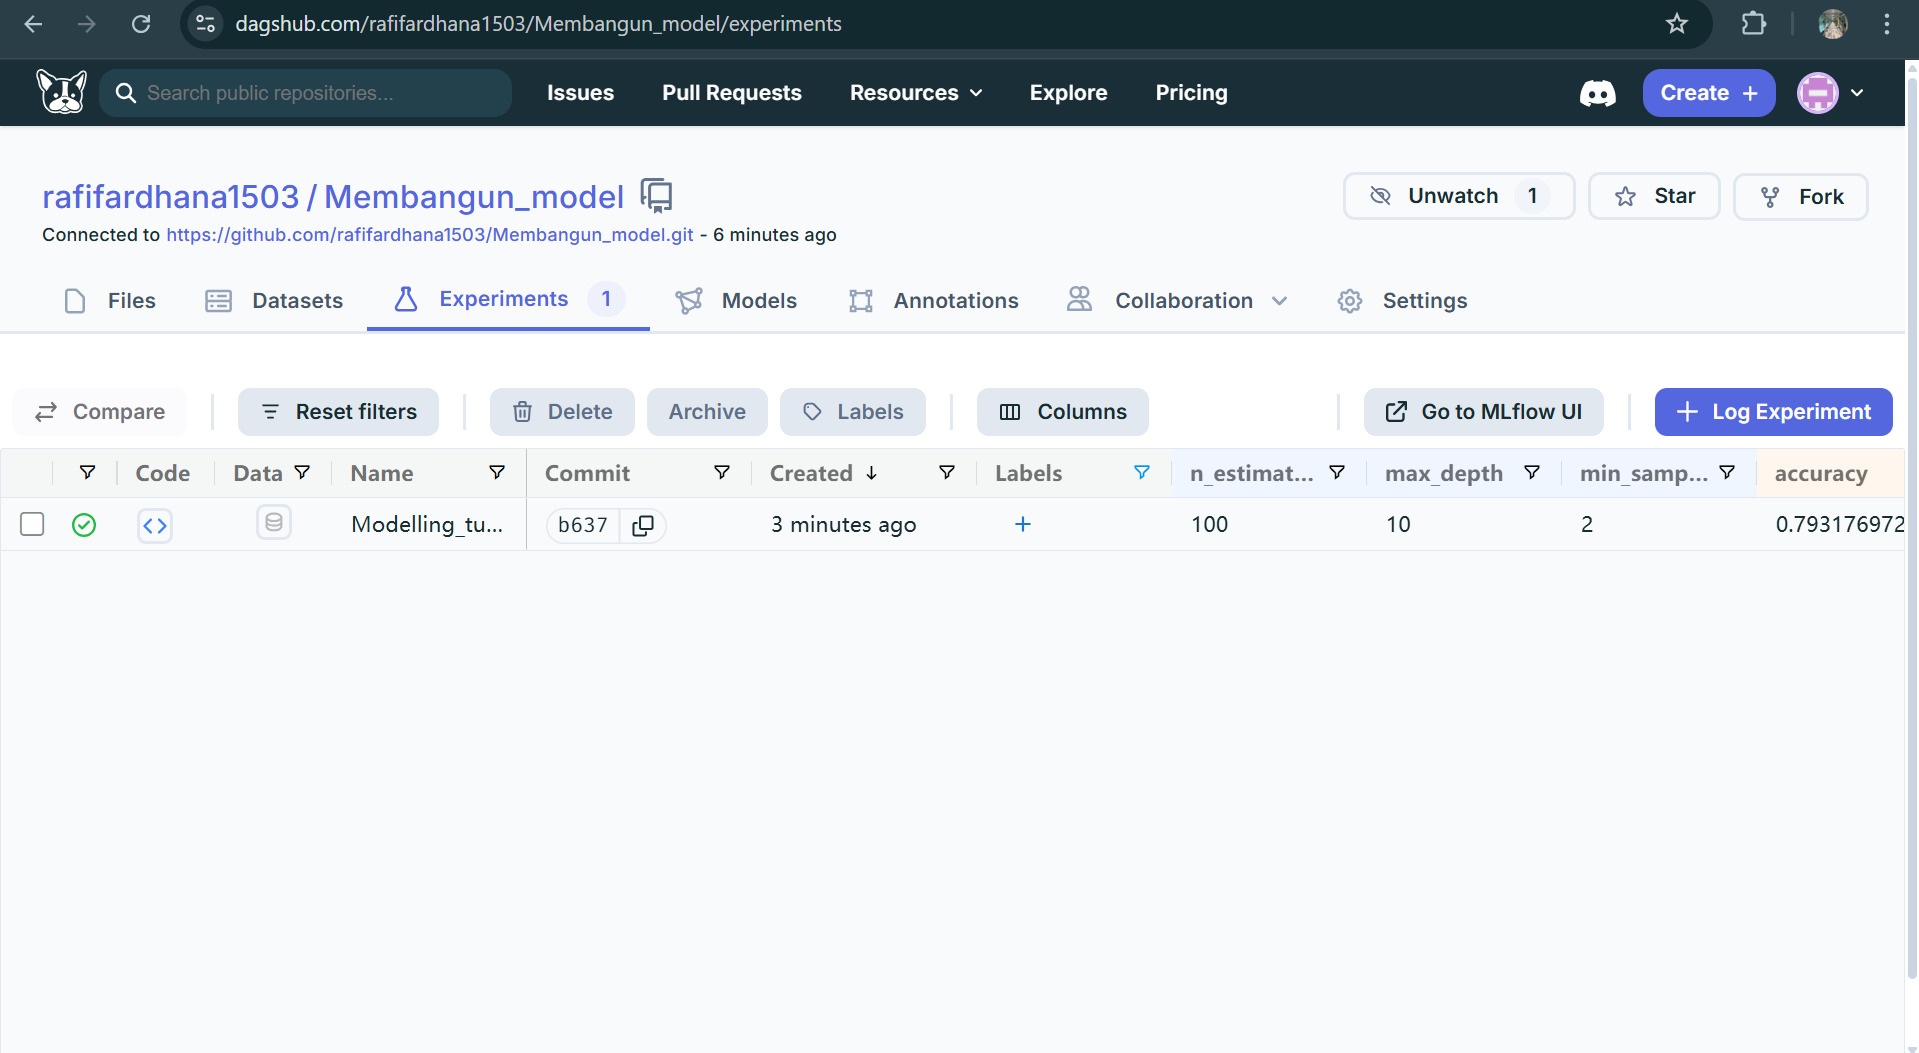 dagshub.com/rafifardhana1503/Membangun_model/experiments
Search public repositories... Issues Pull Requests Resources Explore Pricing Create +
rafifardhana1503 / Membangun_model Unwatch 1 Star Fork
Connected to https://github.com/rafifardhana1503/Membangun_model.git - 6 minutes ago
Files Datasets Experiments 1 Models Annotations Collaboration Settings
Compare Reset filters Delete Archive Labels Columns Go to MLflow UI + Log Experiment
Code Data Name Commit Created ↓ Labels n_estimat... max_depth min_samp... accuracy
Modelling_tu... b637 3 minutes ago + 100 10 2 0.793176972